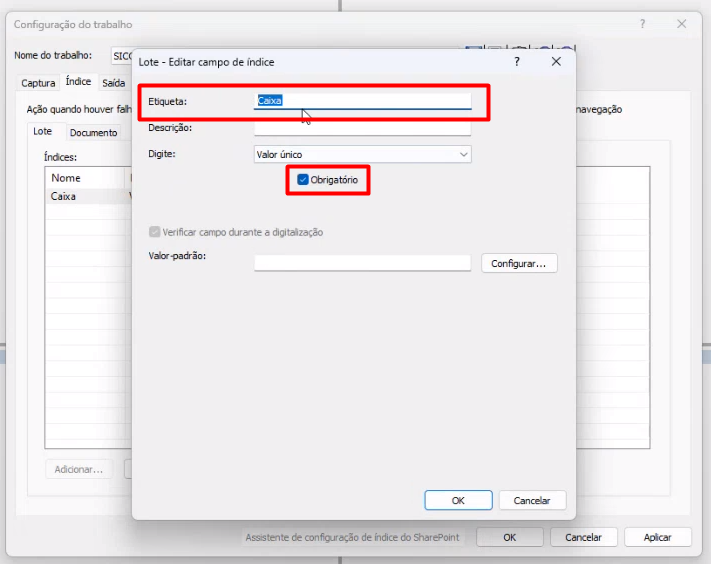 Configuração do trabalho
Nome do trabalho:
Captura Índice Saída
Lote Documento
Índices:
Nome
Caixa
Adicionar...
Lote - Editar campo de índice
Etiqueta: Caixa
Descrição:
Digite: Valor único
Obrigatório
Verificar campo durante a digitalização
Valor-padrão: Configurar...
OK Cancelar
Ação quando houver
navegação
Assistente de configuração de índice do SharePoint OK Cancelar Aplicar